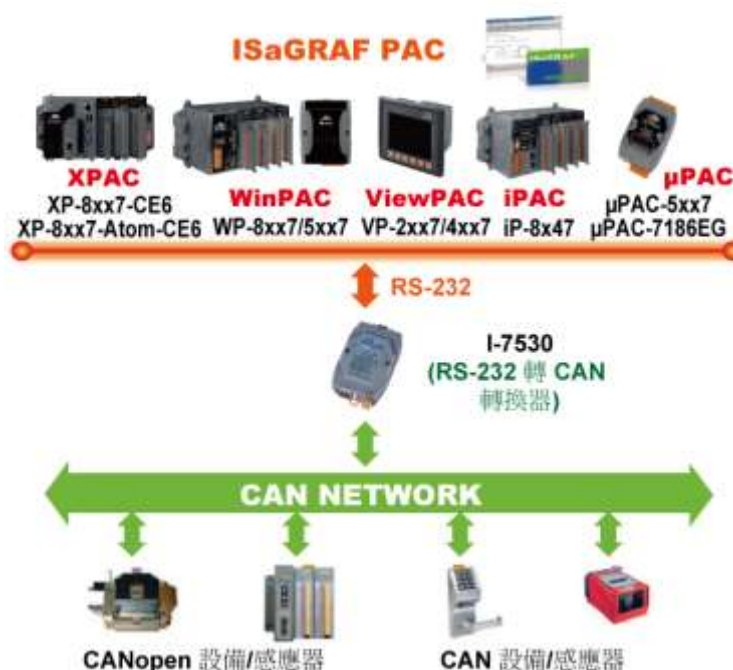 ISaGRAF PAC
XPAC
XP-8xx7-CE6
XP-8xx7-Atom-CE6
WinPAC
WP-8xx7/5xx7
ViewPAC
VP-2xx7/4xx7
iPAC
iP-8x47
µPAC
µPAC-5xx7
µPAC-7186EG
RS-232
I-7530
(RS-232 轉 CAN
轉換器)
CAN NETWORK
CANopen 設備/感應器
CAN 設備/感應器